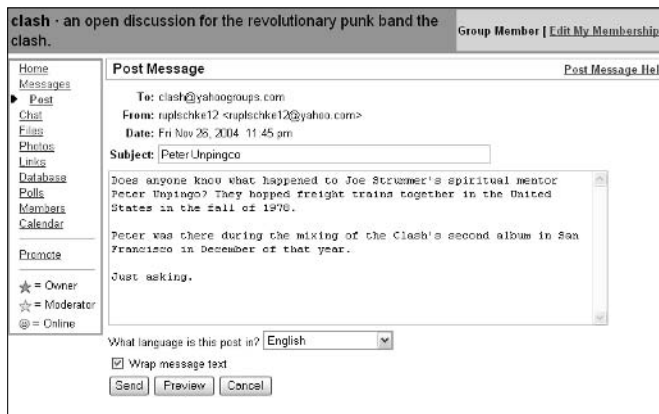 clash · an open discussion for the revolutionary punk band the
clash.
Group Member | Edit My Membership
Home
Messages
Post
Chat
Files
Photos
Links
Database
Polls
Members
Calendar
Promote
= Owner
= Moderator
@ = Online
Post Message
Post Message Hel
To: clash@yahoogroups.com
From: ruplschke12 <ruplschke12@yahoo.com>
Date: Fri Nov 26, 2004 11:45 pm
Subject: Peter Unpingco
Does anyone know what happened to Joe Strummer's spiritual mentor
Peter Unpingo? They hopped freight trains together in the United
States in the fall of 1978.
Peter was there during the mixing of the Clash's second album in San
Francisco in December of that year.
Just asking.
What language is this post in? English
Wrap message text
Send Preview Cancel